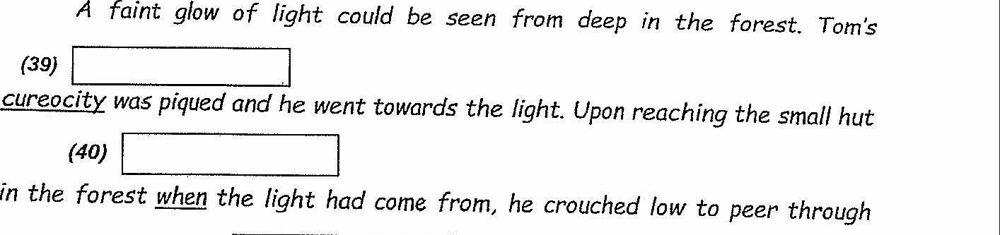 A faint glow of light could be seen from deep in the forest. Tom's
(39)
cureocity was piqued and he went towards the light. Upon reaching the small hut
(40)
in the forest when the light had come from, he crouched low to peer through